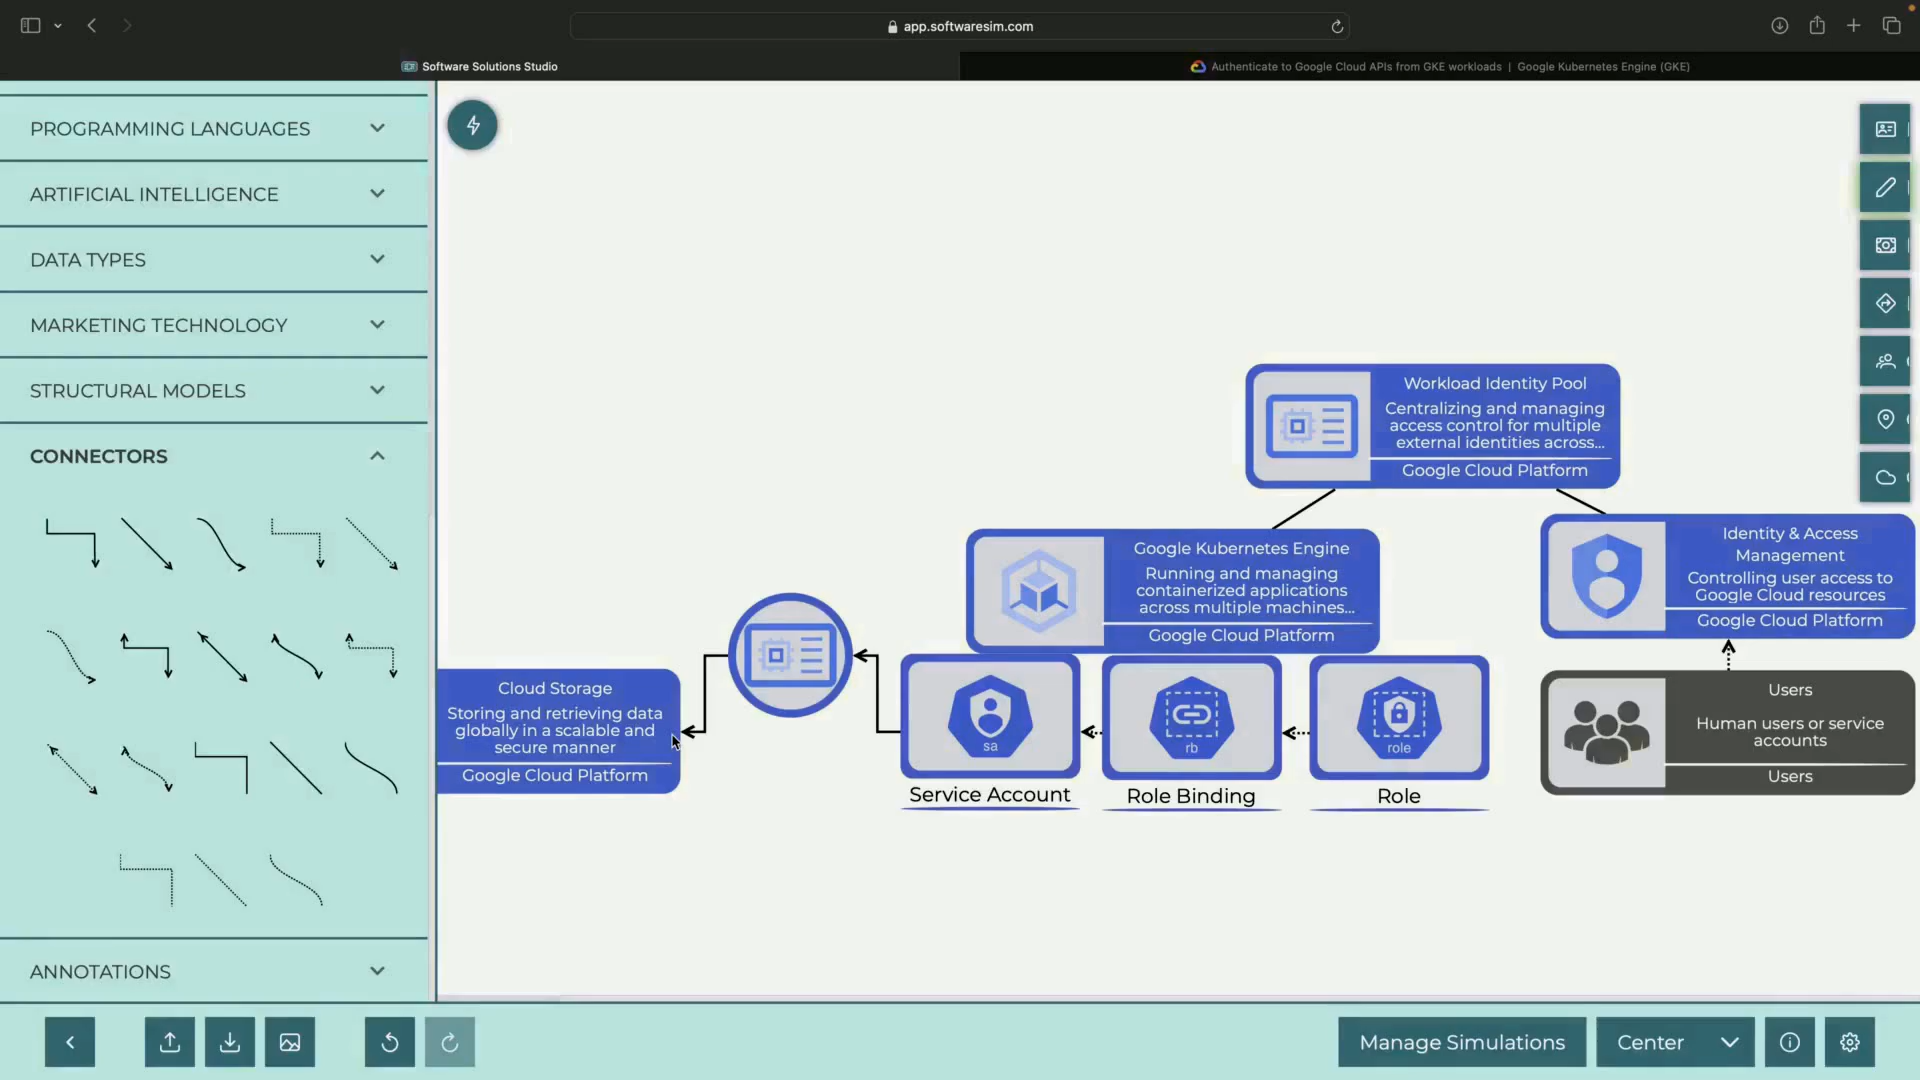 app.softwaresim.com
Software Solutions Studio
Authenticate to Google Cloud APIs from GKE workloads | Google Kubernetes Engine (GKE)
PROGRAMMING LANGUAGES
ARTIFICIAL INTELLIGENCE
DATA TYPES
MARKETING TECHNOLOGY
STRUCTURAL MODELS
CONNECTORS
ANNOTATIONS
Workload Identity Pool
Centralizing and managing
access control for multiple
external identities across...
Google Cloud Platform
Google Kubernetes Engine
Running and managing
containerized applications
across multiple machines...
Google Cloud Platform
Identity & Access
Management
Controlling user access to
Google Cloud resources
Google Cloud Platform
Cloud Storage
Storing and retrieving data
globally in a scalable and
secure manner
Google Cloud Platform
sa
Service Account
rb
Role Binding
role
Role
Users
Human users or service
accounts
Users
Manage Simulations
Center